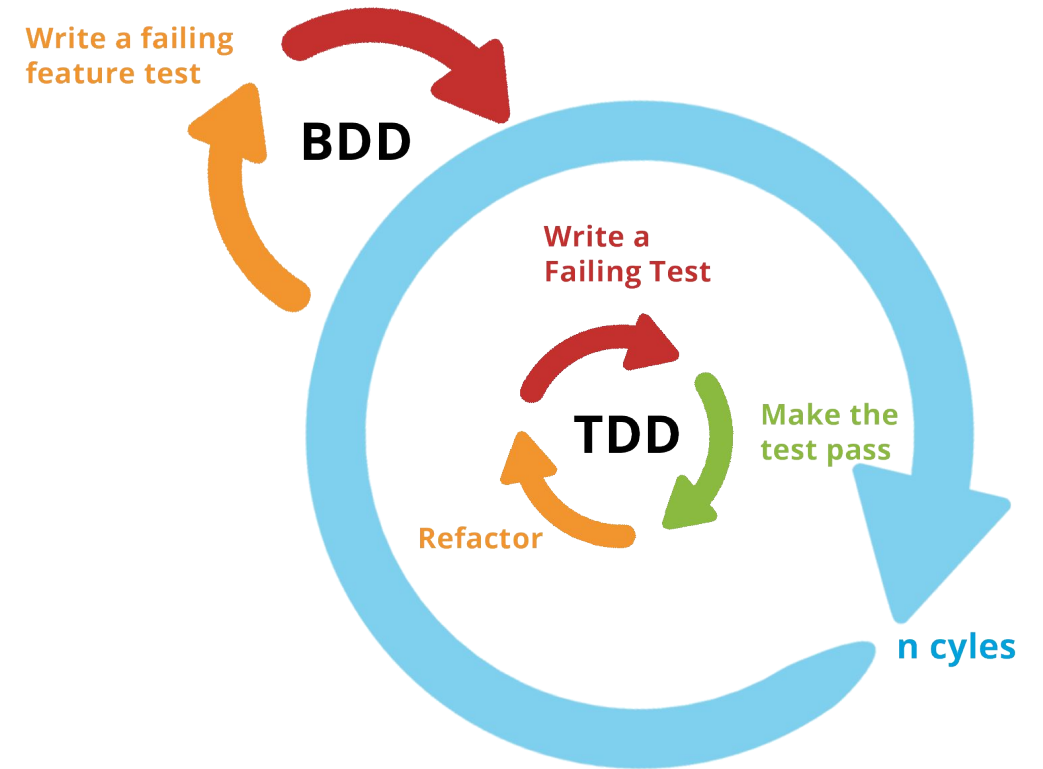 Write a failing
feature test
BDD
Write a
Failing Test
TDD
Make the
test pass
Refactor
n cyles